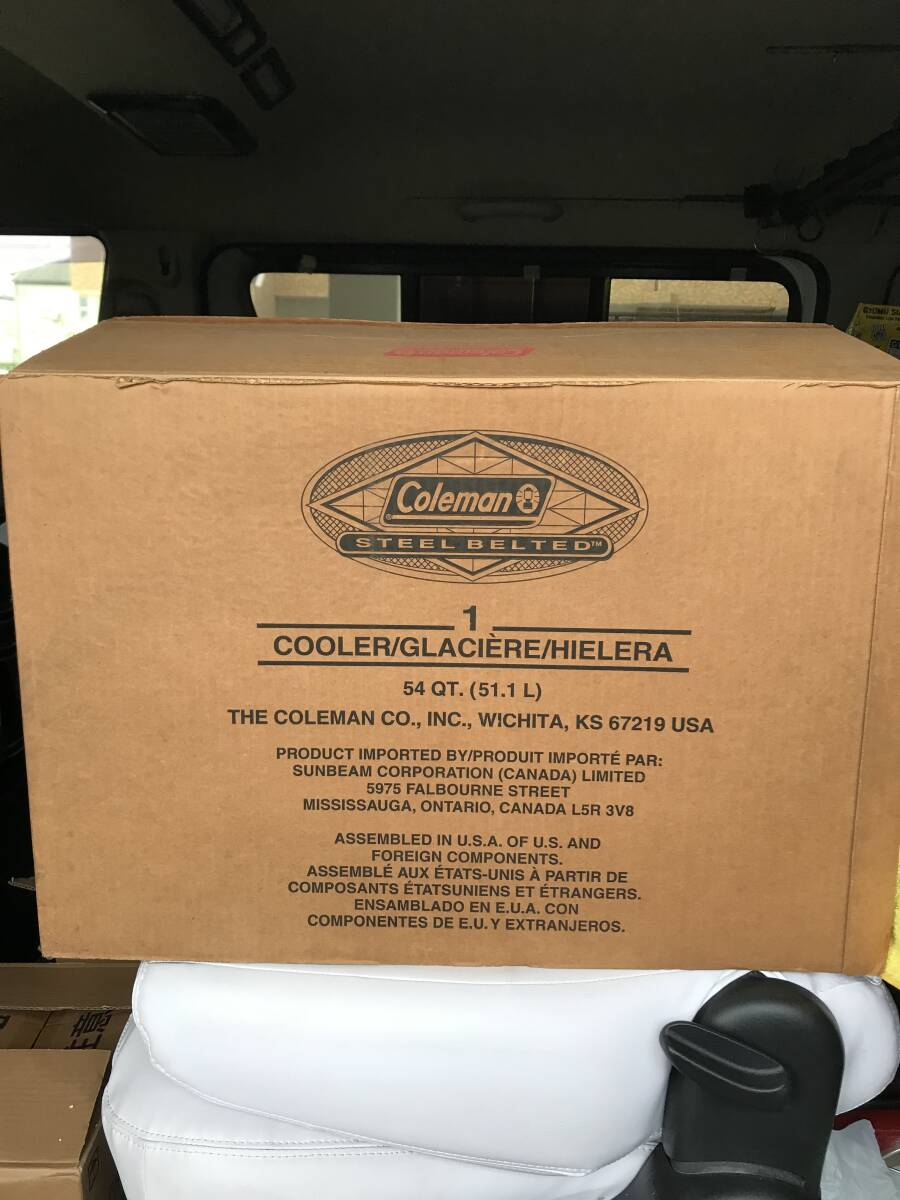 Coleman
GYOMU SU
Coleman
STEEL BELTED™
1
COOLER/GLACIÈRE/HIELERA
54 QT. (51.1 L)
THE COLEMAN CO., INC., WICHITA, KS 67219 USA
PRODUCT IMPORTED BY/PRODUIT IMPORTÉ PAR:
SUNBEAM CORPORATION (CANADA) LIMITED
5975 FALBOURNE STREET
MISSISSAUGA, ONTARIO, CANADA L5R 3V8
ASSEMBLED IN U.S.A. OF U.S. AND
FOREIGN COMPONENTS.
ASSEMBLÉ AUX ÉTATS-UNIS À PARTIR DE
COMPOSANTS ÉTATSUNIENS ET ÉTRANGERS.
ENSAMBLADO EN E.U.A. CON
COMPONENTES DE E.U. Y EXTRANJEROS.